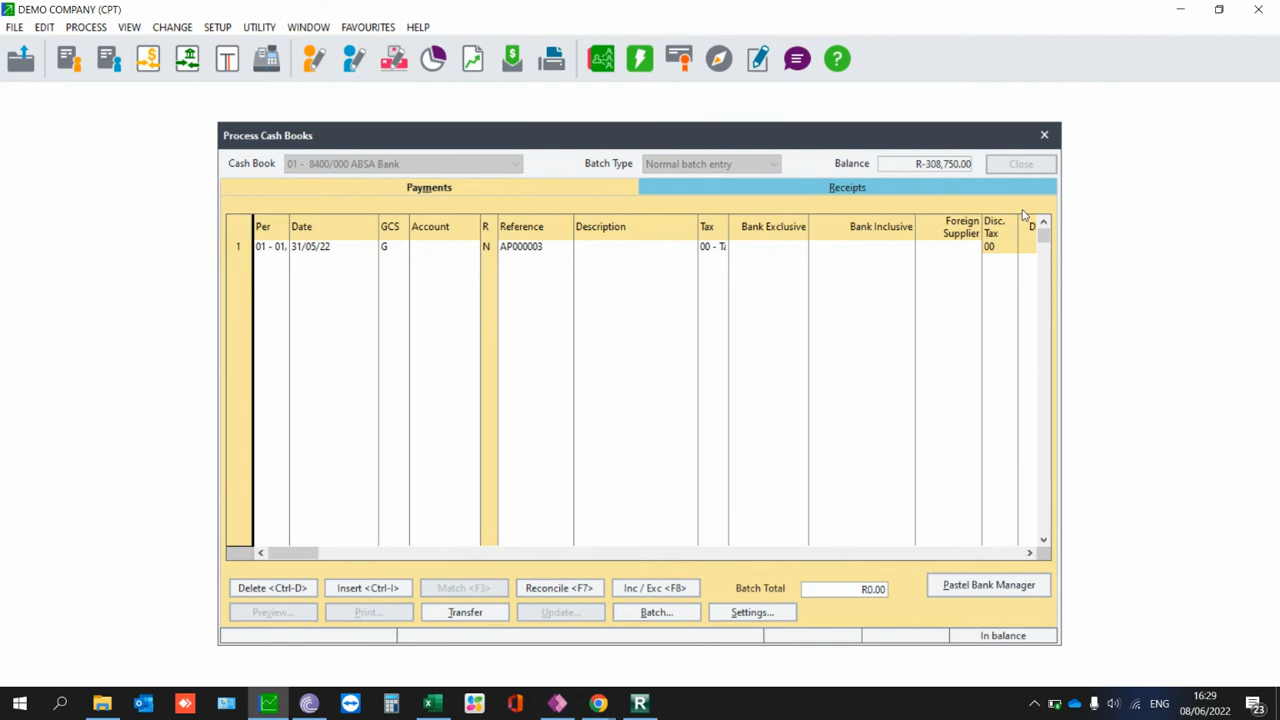 DEMO COMPANY (CPT)
FILE EDIT PROCESS VIEW CHANGE SETUP UTILITY WINDOW FAVOURITES HELP
Process Cash Books
Cash Book 01 - 8400/000 ABSA Bank Batch Type Normal batch entry Balance R-308,750.00 Close
Payments Receipts
Per Date GCS Account R Reference Description Tax Bank Exclusive Bank Inclusive Foreign Supplier Disc. Tax D
1 01 - 01, 31/05/22 G N AP000003 00 - Ta 00
Delete <Ctrl-D> Insert <Ctrl-I> Match <F3> Reconcile <F7> Inc / Exc <F8> Batch Total R0.00 Pastel Bank Manager
Preview... Print... Transfer Update... Batch... Settings...
In balance
ENG 16:29
08/06/2022 23